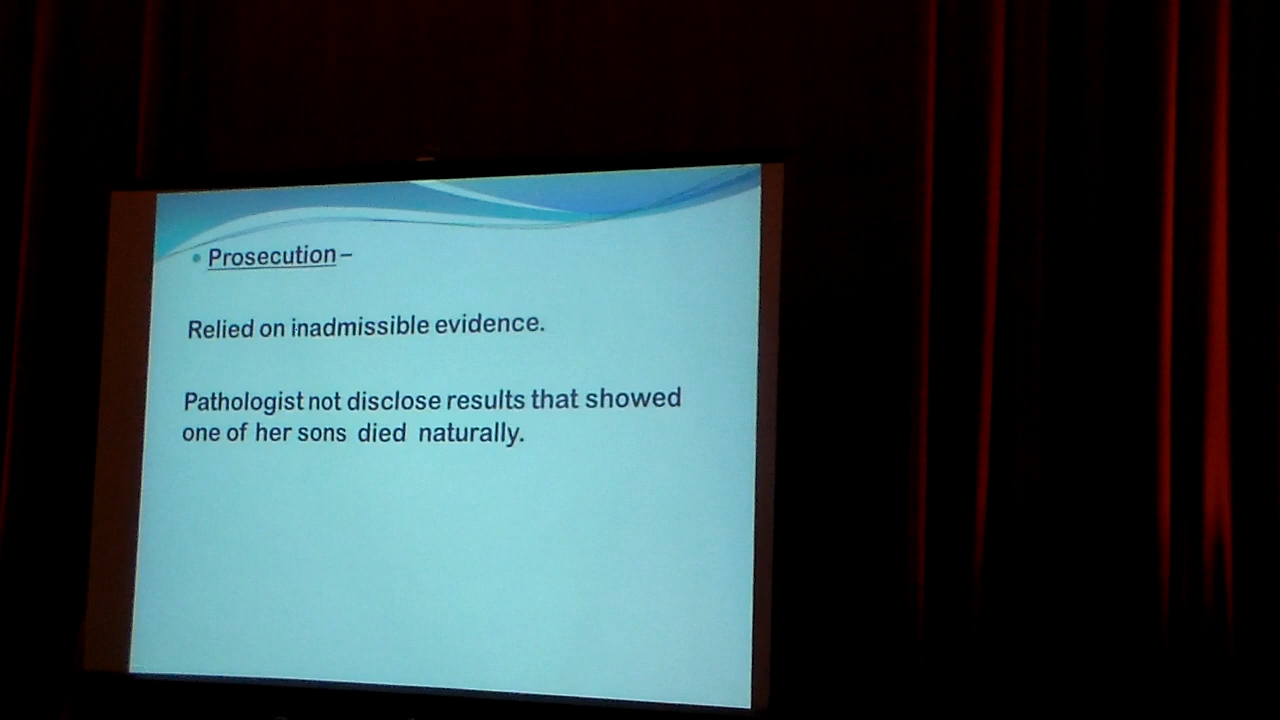 • Prosecution –
Relied on inadmissible evidence.
Pathologist not disclose results that showed
one of her sons died naturally.